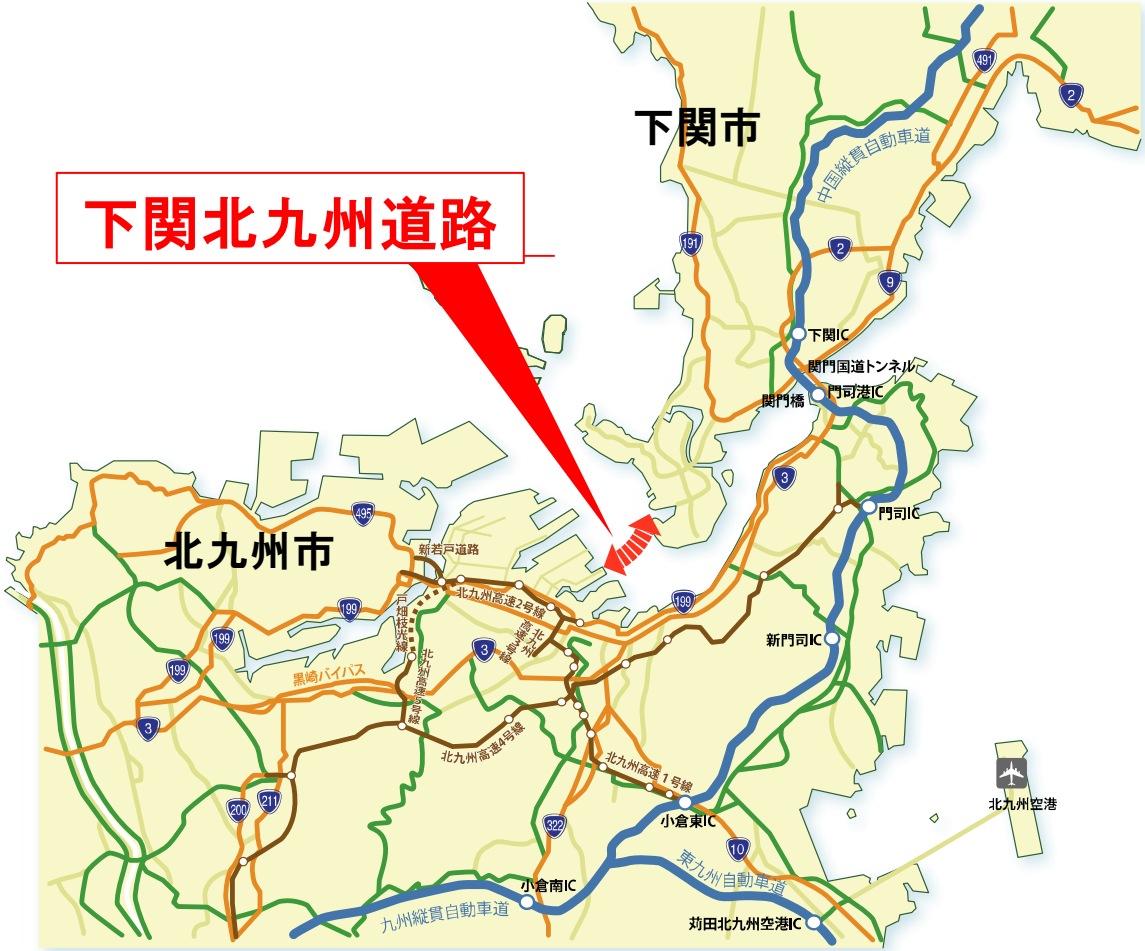 491
2
下関市
中国縦貫自動車道
下関北九州道路
191
2
9
下関IC
関門国道トンネル
門司港IC
関門橋
3
495
門司IC
北九州市
新若戸道路
北九州高速2号線
199
199
戸畑枝光線
北九州高速3号線
199
3
新門司IC
199
黒崎バイパス
北九州高速5号線
3
北九州高速4号線
北九州高速1号線
北九州空港
200
211
小倉東IC
322
10
東九州自動車道
小倉南IC
九州縦貫自動車道
苅田北九州空港IC